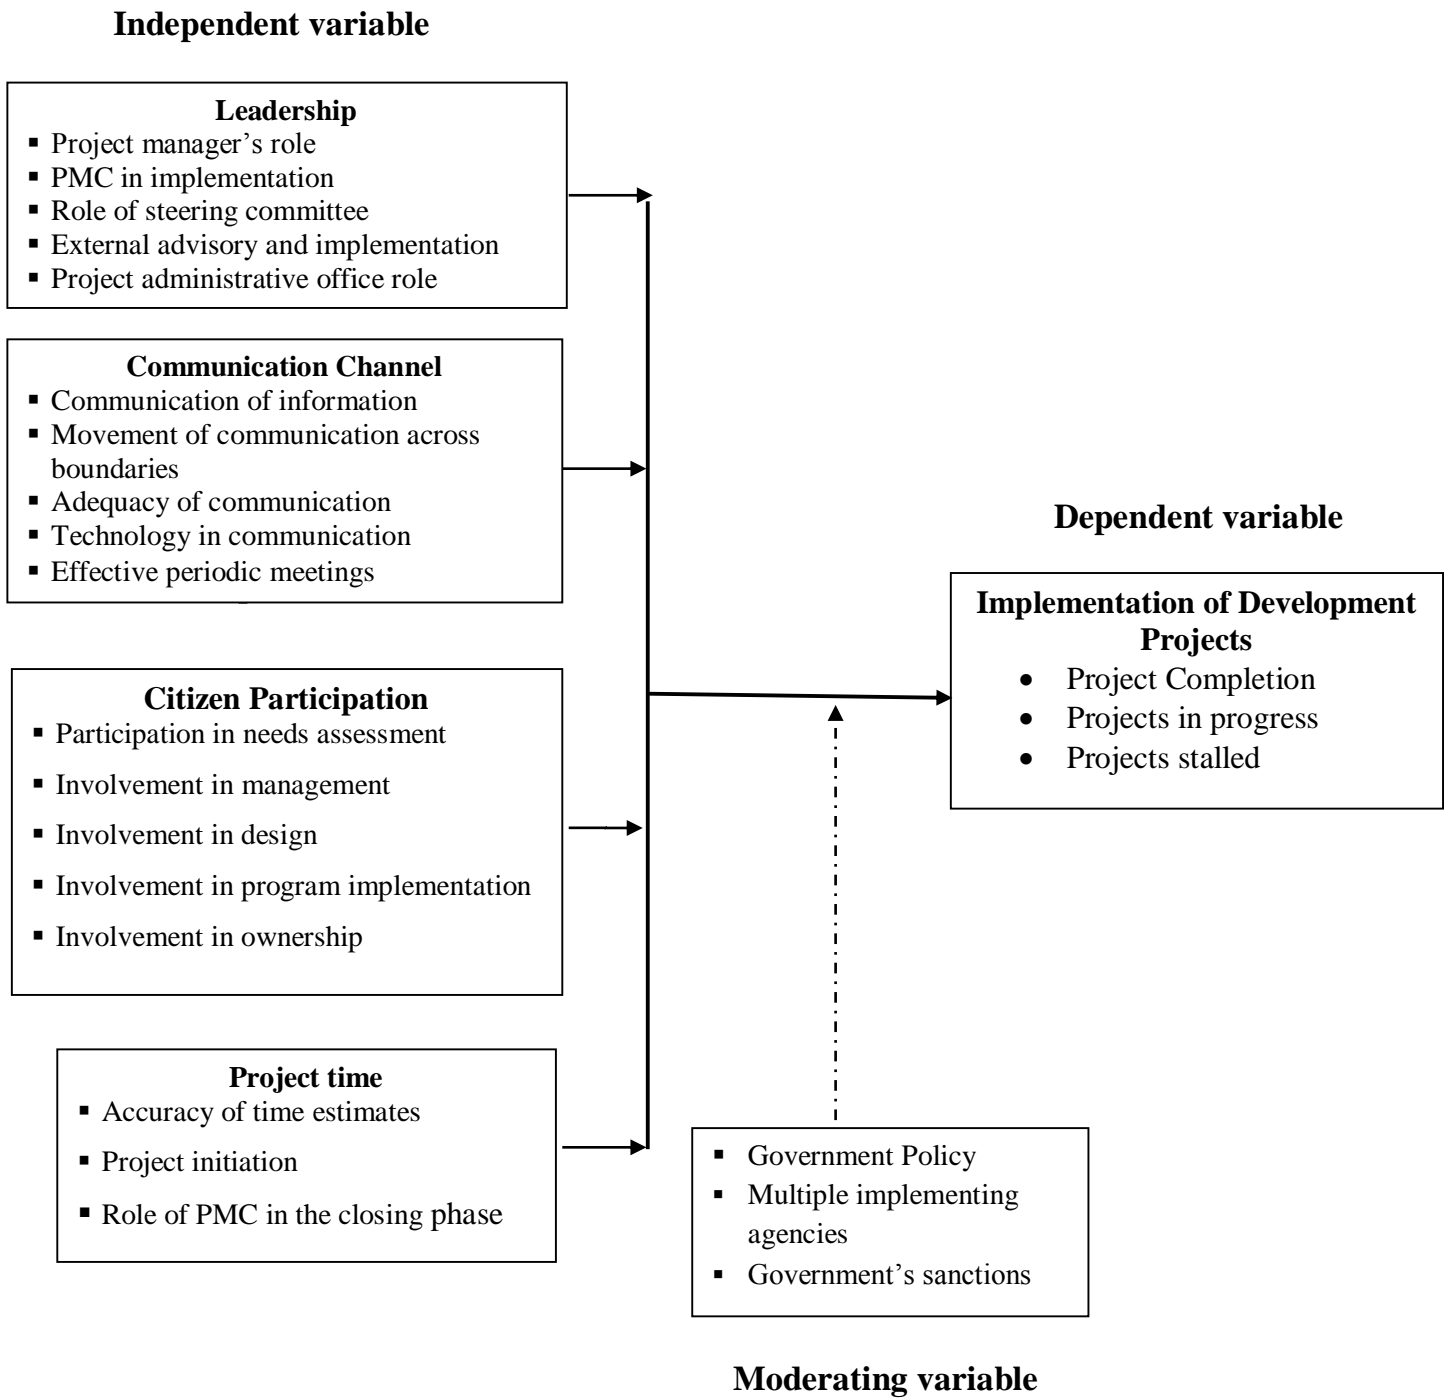 Independent variable
Leadership
▪ Project manager’s role
▪ PMC in implementation
▪ Role of steering committee
▪ External advisory and implementation
▪ Project administrative office role
Communication Channel
▪ Communication of information
▪ Movement of communication across
boundaries
▪ Adequacy of communication
▪ Technology in communication
▪ Effective periodic meetings
Citizen Participation
▪ Participation in needs assessment
▪ Involvement in management
▪ Involvement in design
▪ Involvement in program implementation
▪ Involvement in ownership
Project time
▪ Accuracy of time estimates
▪ Project initiation
▪ Role of PMC in the closing phase
Dependent variable
Implementation of Development
Projects
● Project Completion
● Projects in progress
● Projects stalled
▪ Government Policy
▪ Multiple implementing
agencies
▪ Government’s sanctions
Moderating variable